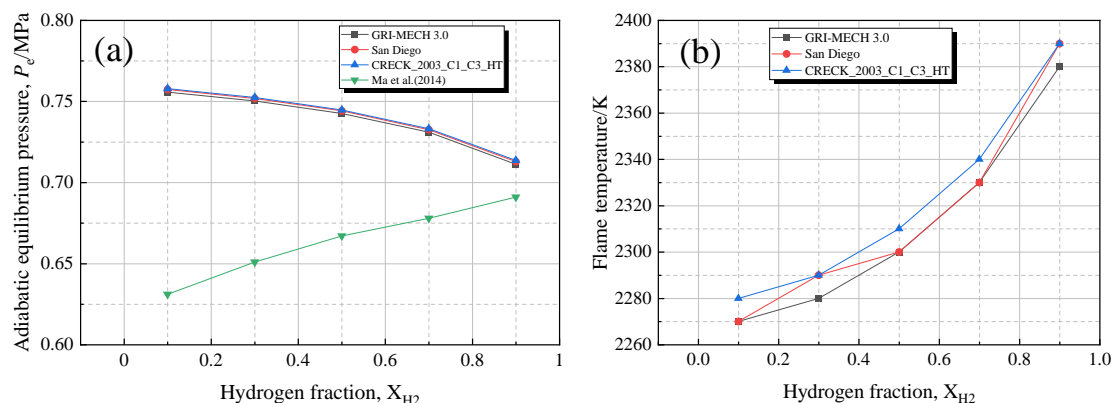 (a)
GRI-MECH 3.0
San Diego
CRECK_2003_C1_C3_HT
Ma et al.(2014)
Adiabatic equilibrium pressure, Pe/MPa
0.80
0.75
0.70
0.65
0.60
0
0.2
0.4
0.6
0.8
1
Hydrogen fraction, XH2
(b)
GRI-MECH 3.0
San Diego
CRECK_2003_C1_C3_HT
Flame temperature/K
2400
2380
2360
2340
2320
2300
2280
2260
0.0
0.2
0.4
0.6
0.8
1.0
Hydrogen fraction, XH2